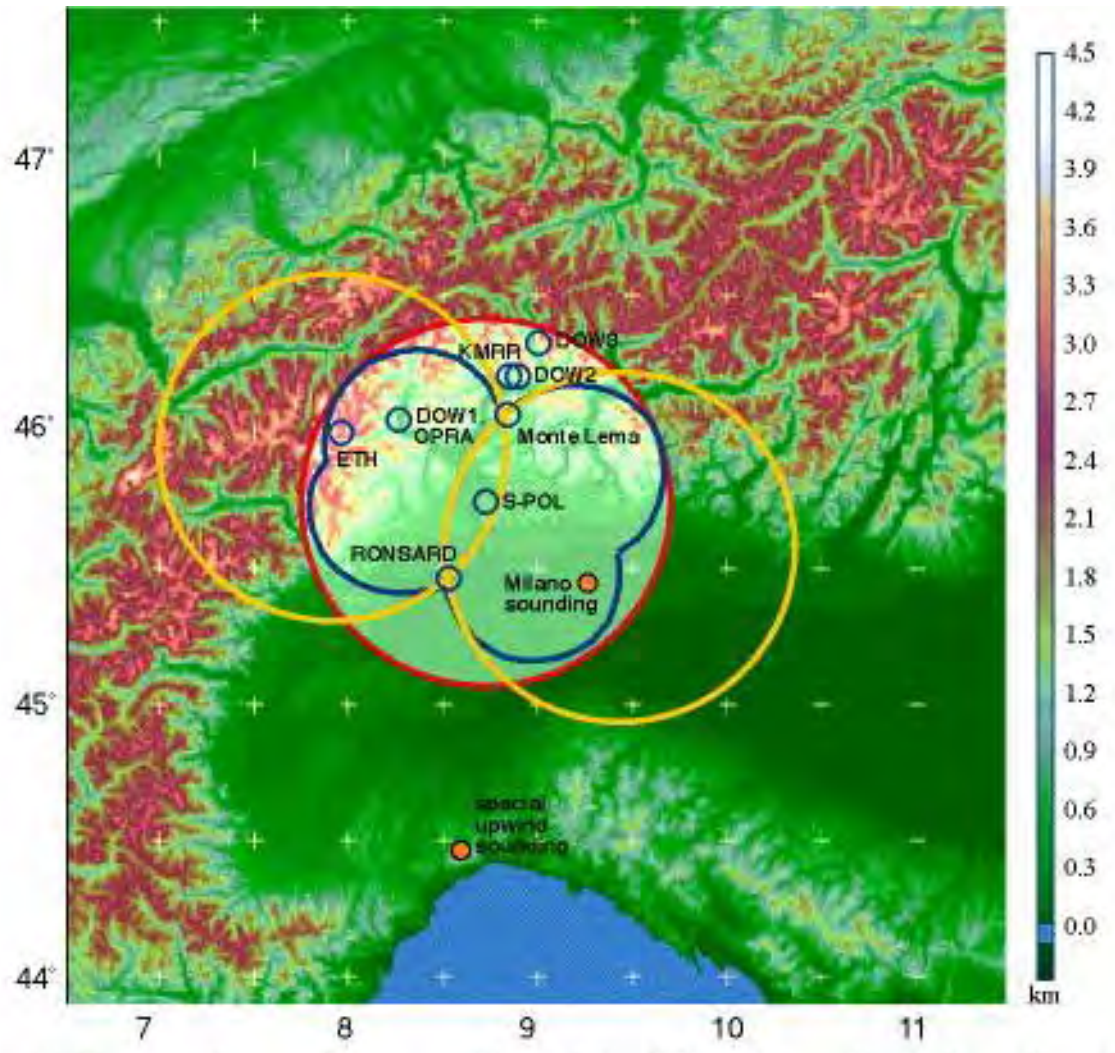 4.5
4.2
47°
3.9
3.6
3.3
DOW3
KMRR
3.0
DOW2
2.7
46°
DOW1
OPRA
Monte Lema
2.4
ETH
S-POL
2.1
RONSARD
1.8
Milano
sounding
1.5
45°
1.2
0.9
special
upwind
sounding
0.6
0.3
0.0
44°
km
7 8 9 10 11